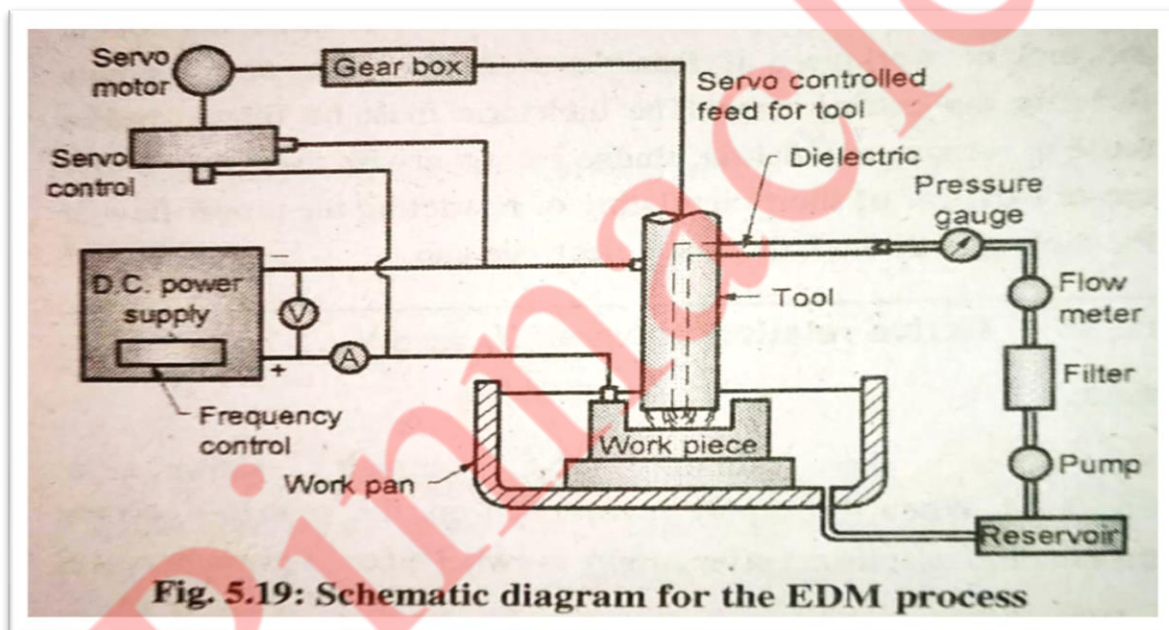 Servo
motor
Gear box
Servo controlled
feed for tool
Dielectric
Pressure
gauge
Servo
control
D.C. power
supply
V
Tool
Flow
meter
A
Filter
Frequency
control
Work piece
Pump
Work pan
Reservoir
Fig. 5.19: Schematic diagram for the EDM process
Pinnacle